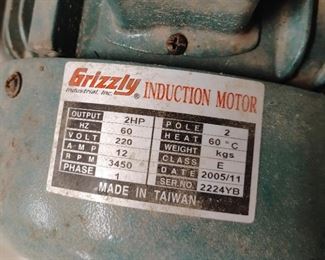 Grizzly ® INDUCTION MOTOR
Industrial, Inc.
OUTPUT 2HP POLE 2
HZ 60 HEAT 60 °C
VOLT 220 WEIGHT kgs
AMP 12 CLASS E
RPM 3450 DATE 2005/11
PHASE 1 SER.NO. 2224YB
MADE IN TAIWAN